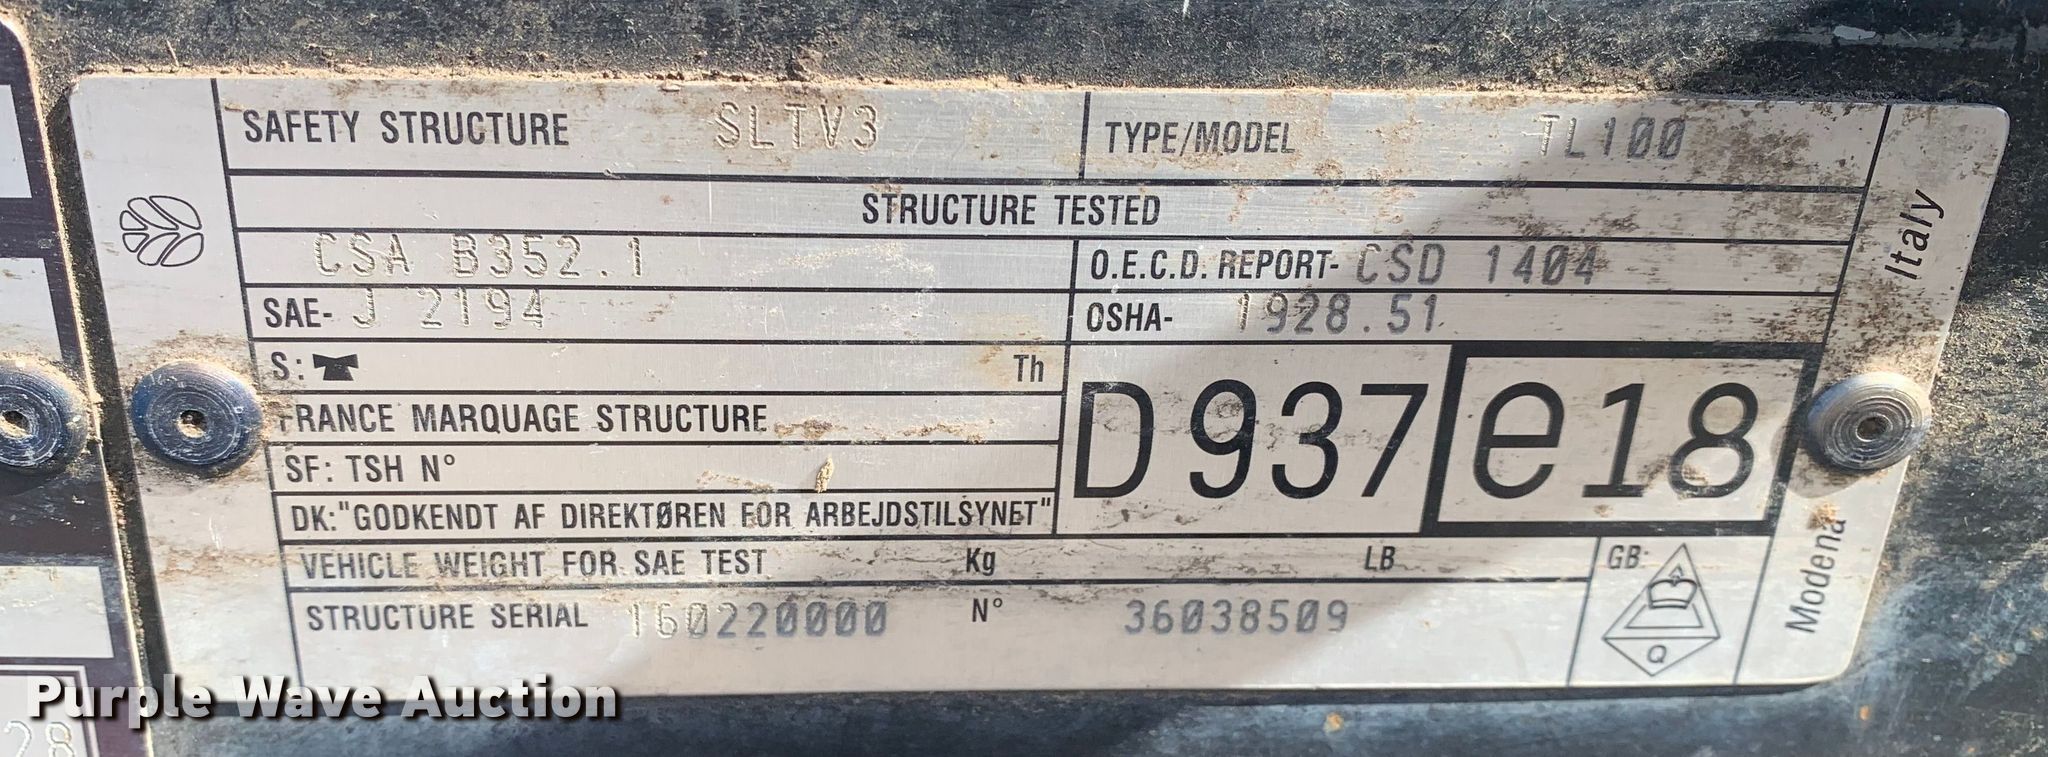 SAFETY STRUCTURE SLTV3 TYPE/MODEL TL100
STRUCTURE TESTED
CSA B352.1 O.E.C.D. REPORT- CSD 1404
SAE- J 2194 OSHA- 1928.51
S: Th
D937 e18
FRANCE MARQUAGE STRUCTURE
SF: TSH N°
DK:"GODKENDT AF DIREKTØREN FOR ARBEJDSTILSYNET"
VEHICLE WEIGHT FOR SAE TEST Kg LB GB:
STRUCTURE SERIAL 160220000 N° 36038509
Q
Modena Italy
28
Purple Wave Auction